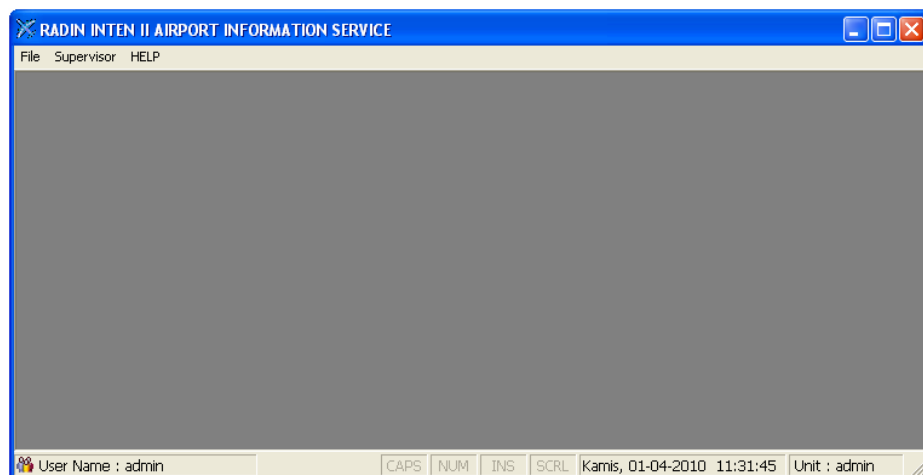 RADIN INTEN II AIRPORT INFORMATION SERVICE
File Supervisor HELP
User Name : admin CAPS NUM INS SCRL Kamis, 01-04-2010 11:31:45 Unit : admin